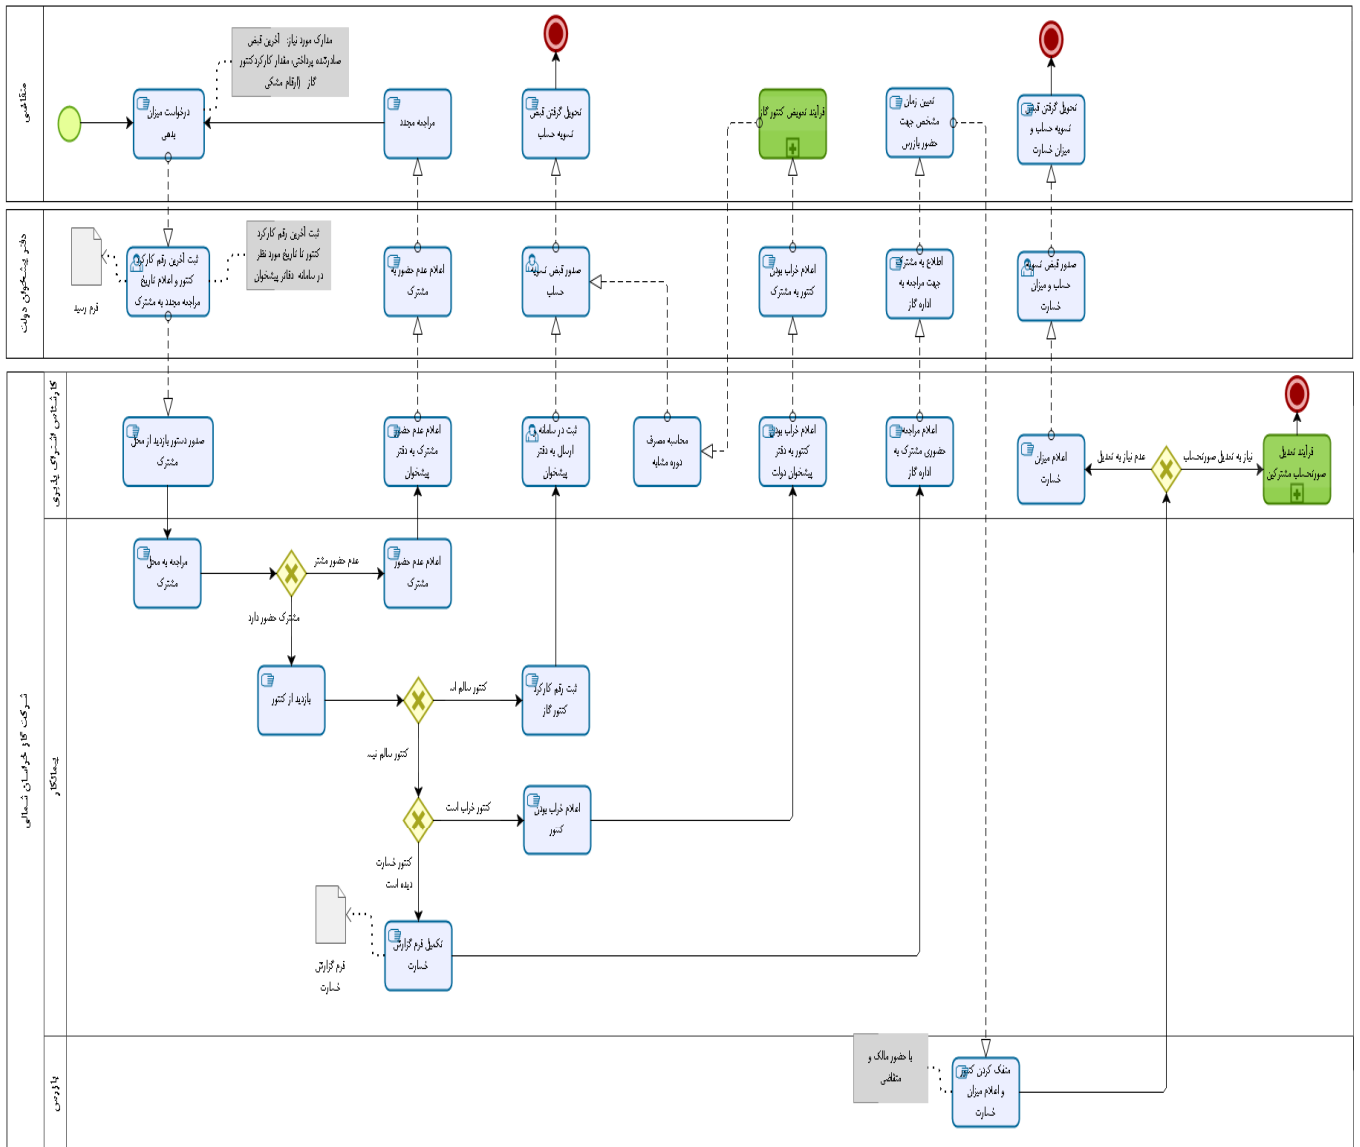 متقاضی
مدارک مورد نیاز: آخرین قبض
صادرشده پرداختی، مقدار کارکردکنتور
گاز (ارقام مشکی
درخواست میزان
بدهی
مراجعه مجدد
تحویل گرفتن قبض
تسویه حساب
فرآیند تعویض کنتور گاز
تعیین زمان
مشخص جهت
حضور بازرس
تحویل گرفتن قبض
تسویه حساب و
میزان خسارت
دفتر پیشخوان دولت
فرم رسید
ثبت آخرین رقم کارکرد
کنتور و اعلام تاریخ
مراجعه مجدد به مشترک
ثبت آخرین رقم کارکرد
کنتور تا تاریخ مورد نظر
در سامانه دفاتر پیشخوان
اعلام عدم حضور به
مشترک
صدور قبض تسویه
حساب
اعلام خراب بودن
کنتور به مشترک
اطلاع به مشترک
جهت مراجعه به
اداره گاز
صدور قبض تسویه
حساب و میزان
خسارت
شرکت گاز خراسان شمالی
کارشناس اشتراک پذیری
صدور دستور بازدید از محل
مشترک
اعلام عدم حضور
مشترک به دفتر
پیشخوان
ثبت در سامانه
ارسال به دفتر
پیشخوان
محاسبه مصرف
دوره مشابه
اعلام خراب بودن
کنتور به دفتر
پیشخوان دولت
اعلام مراجعه
حضوری مشترک به
اداره گاز
اعلام میزان
خسارت
عدم نیاز به تعدیل
نیاز به تعدیل صورتحساب
فرآیند تعدیل
صورتحساب مشترکین
پیمانکار
مراجعه به محل
مشترک
عدم حضور مشتر
اعلام عدم حضور
مشترک
مشترک حضور دارد
بازدید از کنتور
کنتور سالم اس
ثبت رقم کارکرد
کنتور گاز
کنتور سالم نیس
کنتور خراب است
اعلام خراب بودن
کنتور
کنتور خسارت
دیده است
تکمیل فرم گزارش
خسارت
فرم گزارش
خسارت
بازرس
با حضور مالک و
متقاضی
منفک کردن کنتور
و اعلام میزان
خسارت